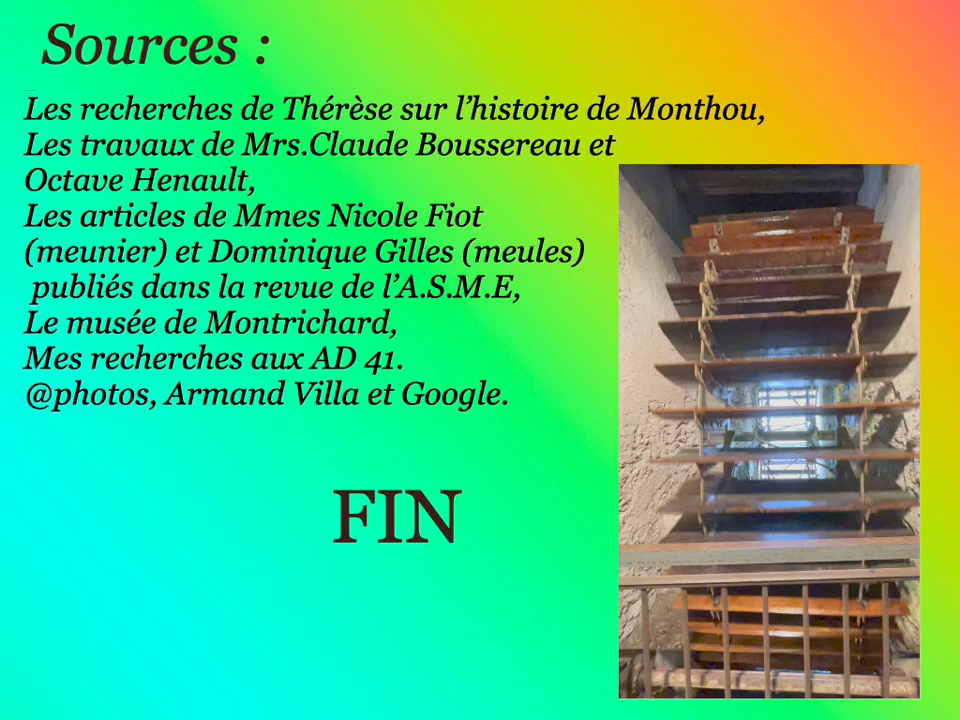 Sources :
Les recherches de Thérèse sur l’histoire de Monthou,
Les travaux de Mrs.Claude Boussereau et
Octave Henault,
Les articles de Mmes Nicole Fiot
(meunier) et Dominique Gilles (meules)
publiés dans la revue de l’A.S.M.E,
Le musée de Montrichard,
Mes recherches aux AD 41.
@photos, Armand Villa et Google.
FIN